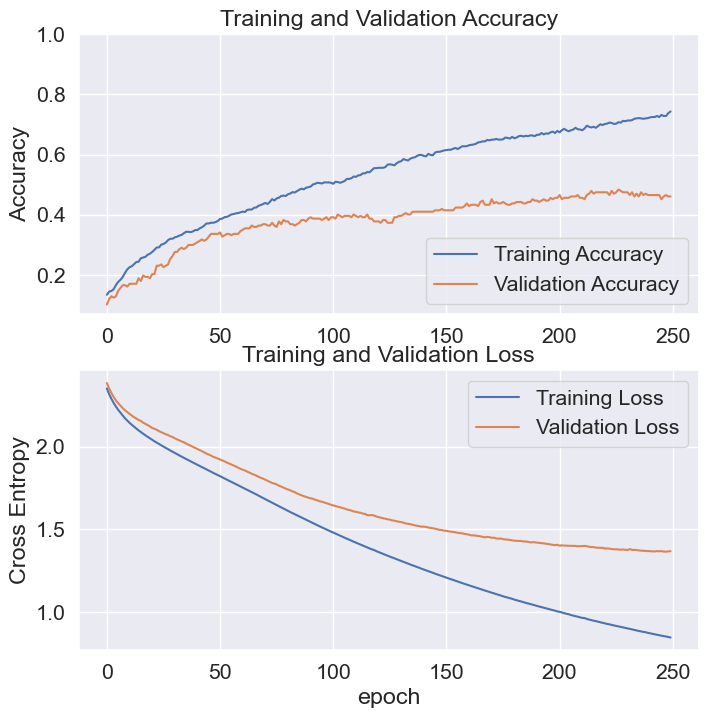 Training and Validation Accuracy
1.0
0.8
0.6
0.4
0.2
Accuracy
Training Accuracy
Validation Accuracy
0 50 100 150 200 250
Training and Validation Loss
2.0
1.5
1.0
Cross Entropy
Training Loss
Validation Loss
0 50 100 150 200 250
epoch